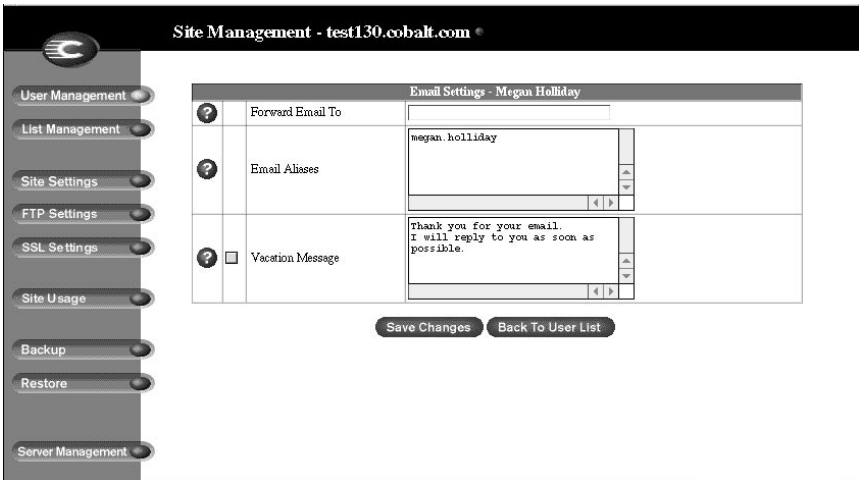 Site Management - test130.cobalt.com
User Management
List Management
Site Settings
FTP Settings
SSL Settings
Site Usage
Backup
Restore
Server Management
Email Settings - Megan Holliday
? Forward Email To
? Email Aliases
megan.holliday
? Vacation Message
Thank you for your email.
I will reply to you as soon as
possible.
Save Changes Back To User List